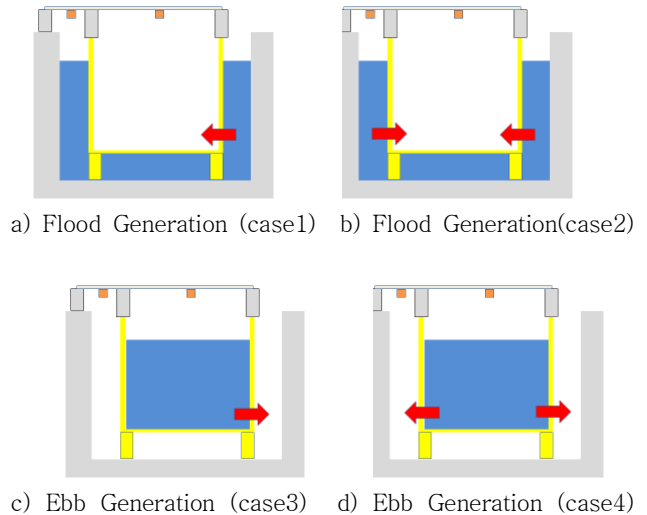 a) Flood Generation (case1)
b) Flood Generation(case2)
c) Ebb Generation (case3)
d) Ebb Generation (case4)